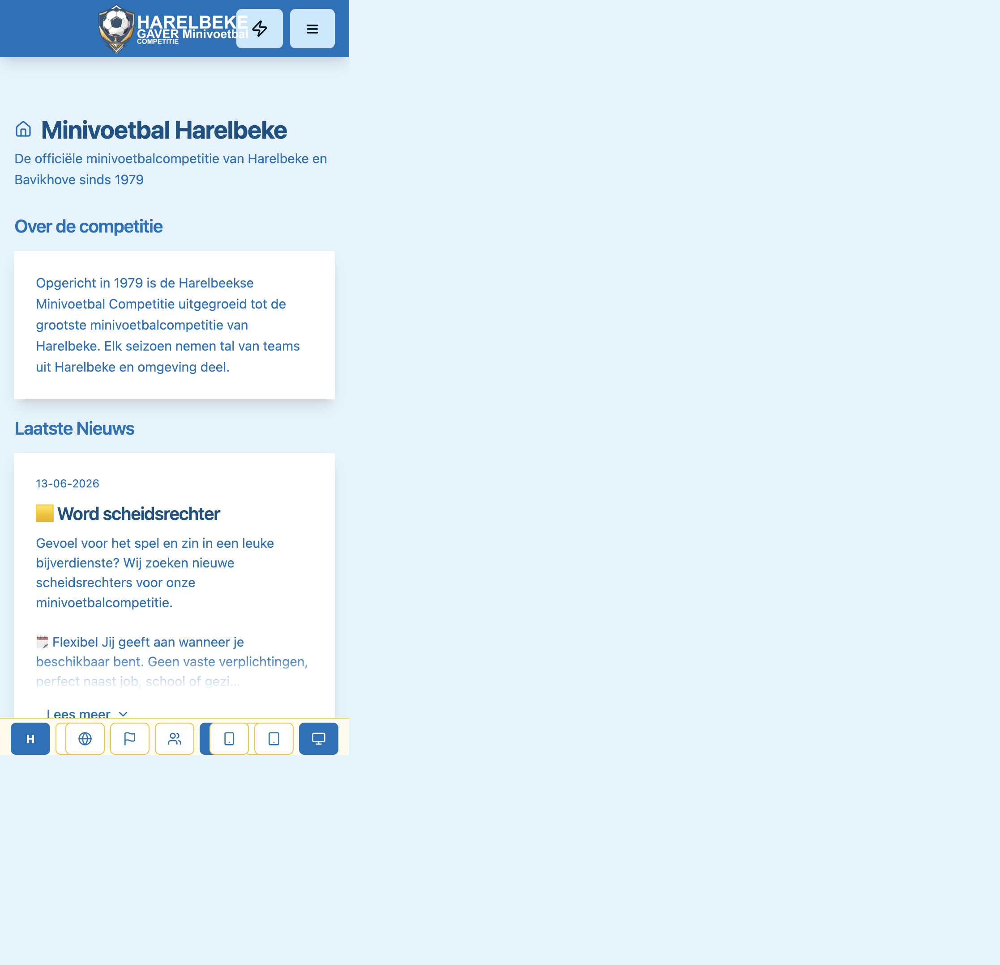 HARELBEKE
GAVER Minivoetbal
COMPETITIE
Minivoetbal Harelbeke
De officiële minivoetbalcompetitie van Harelbeke en
Bavikhove sinds 1979
Over de competitie
Opgericht in 1979 is de Harelbeekse
Minivoetbal Competitie uitgegroeid tot de
grootste minivoetbalcompetitie van
Harelbeke. Elk seizoen nemen tal van teams
uit Harelbeke en omgeving deel.
Laatste Nieuws
13-06-2026
Word scheidsrechter
Gevoel voor het spel en zin in een leuke
bijverdienste? Wij zoeken nieuwe
scheidsrechters voor onze
minivoetbalcompetitie.
Flexibel Jij geeft aan wanneer je
beschikbaar bent. Geen vaste verplichtingen,
perfect naast job, school of gezi...
Lees meer
H